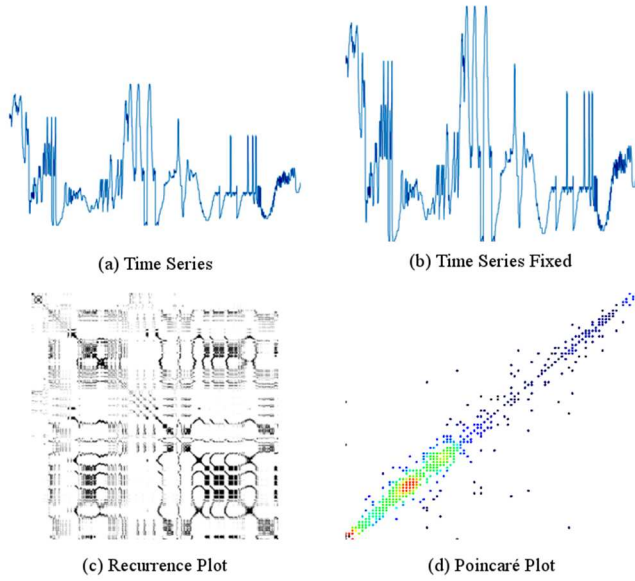 (a) Time Series
(b) Time Series Fixed
(c) Recurrence Plot
(d) Poincaré Plot